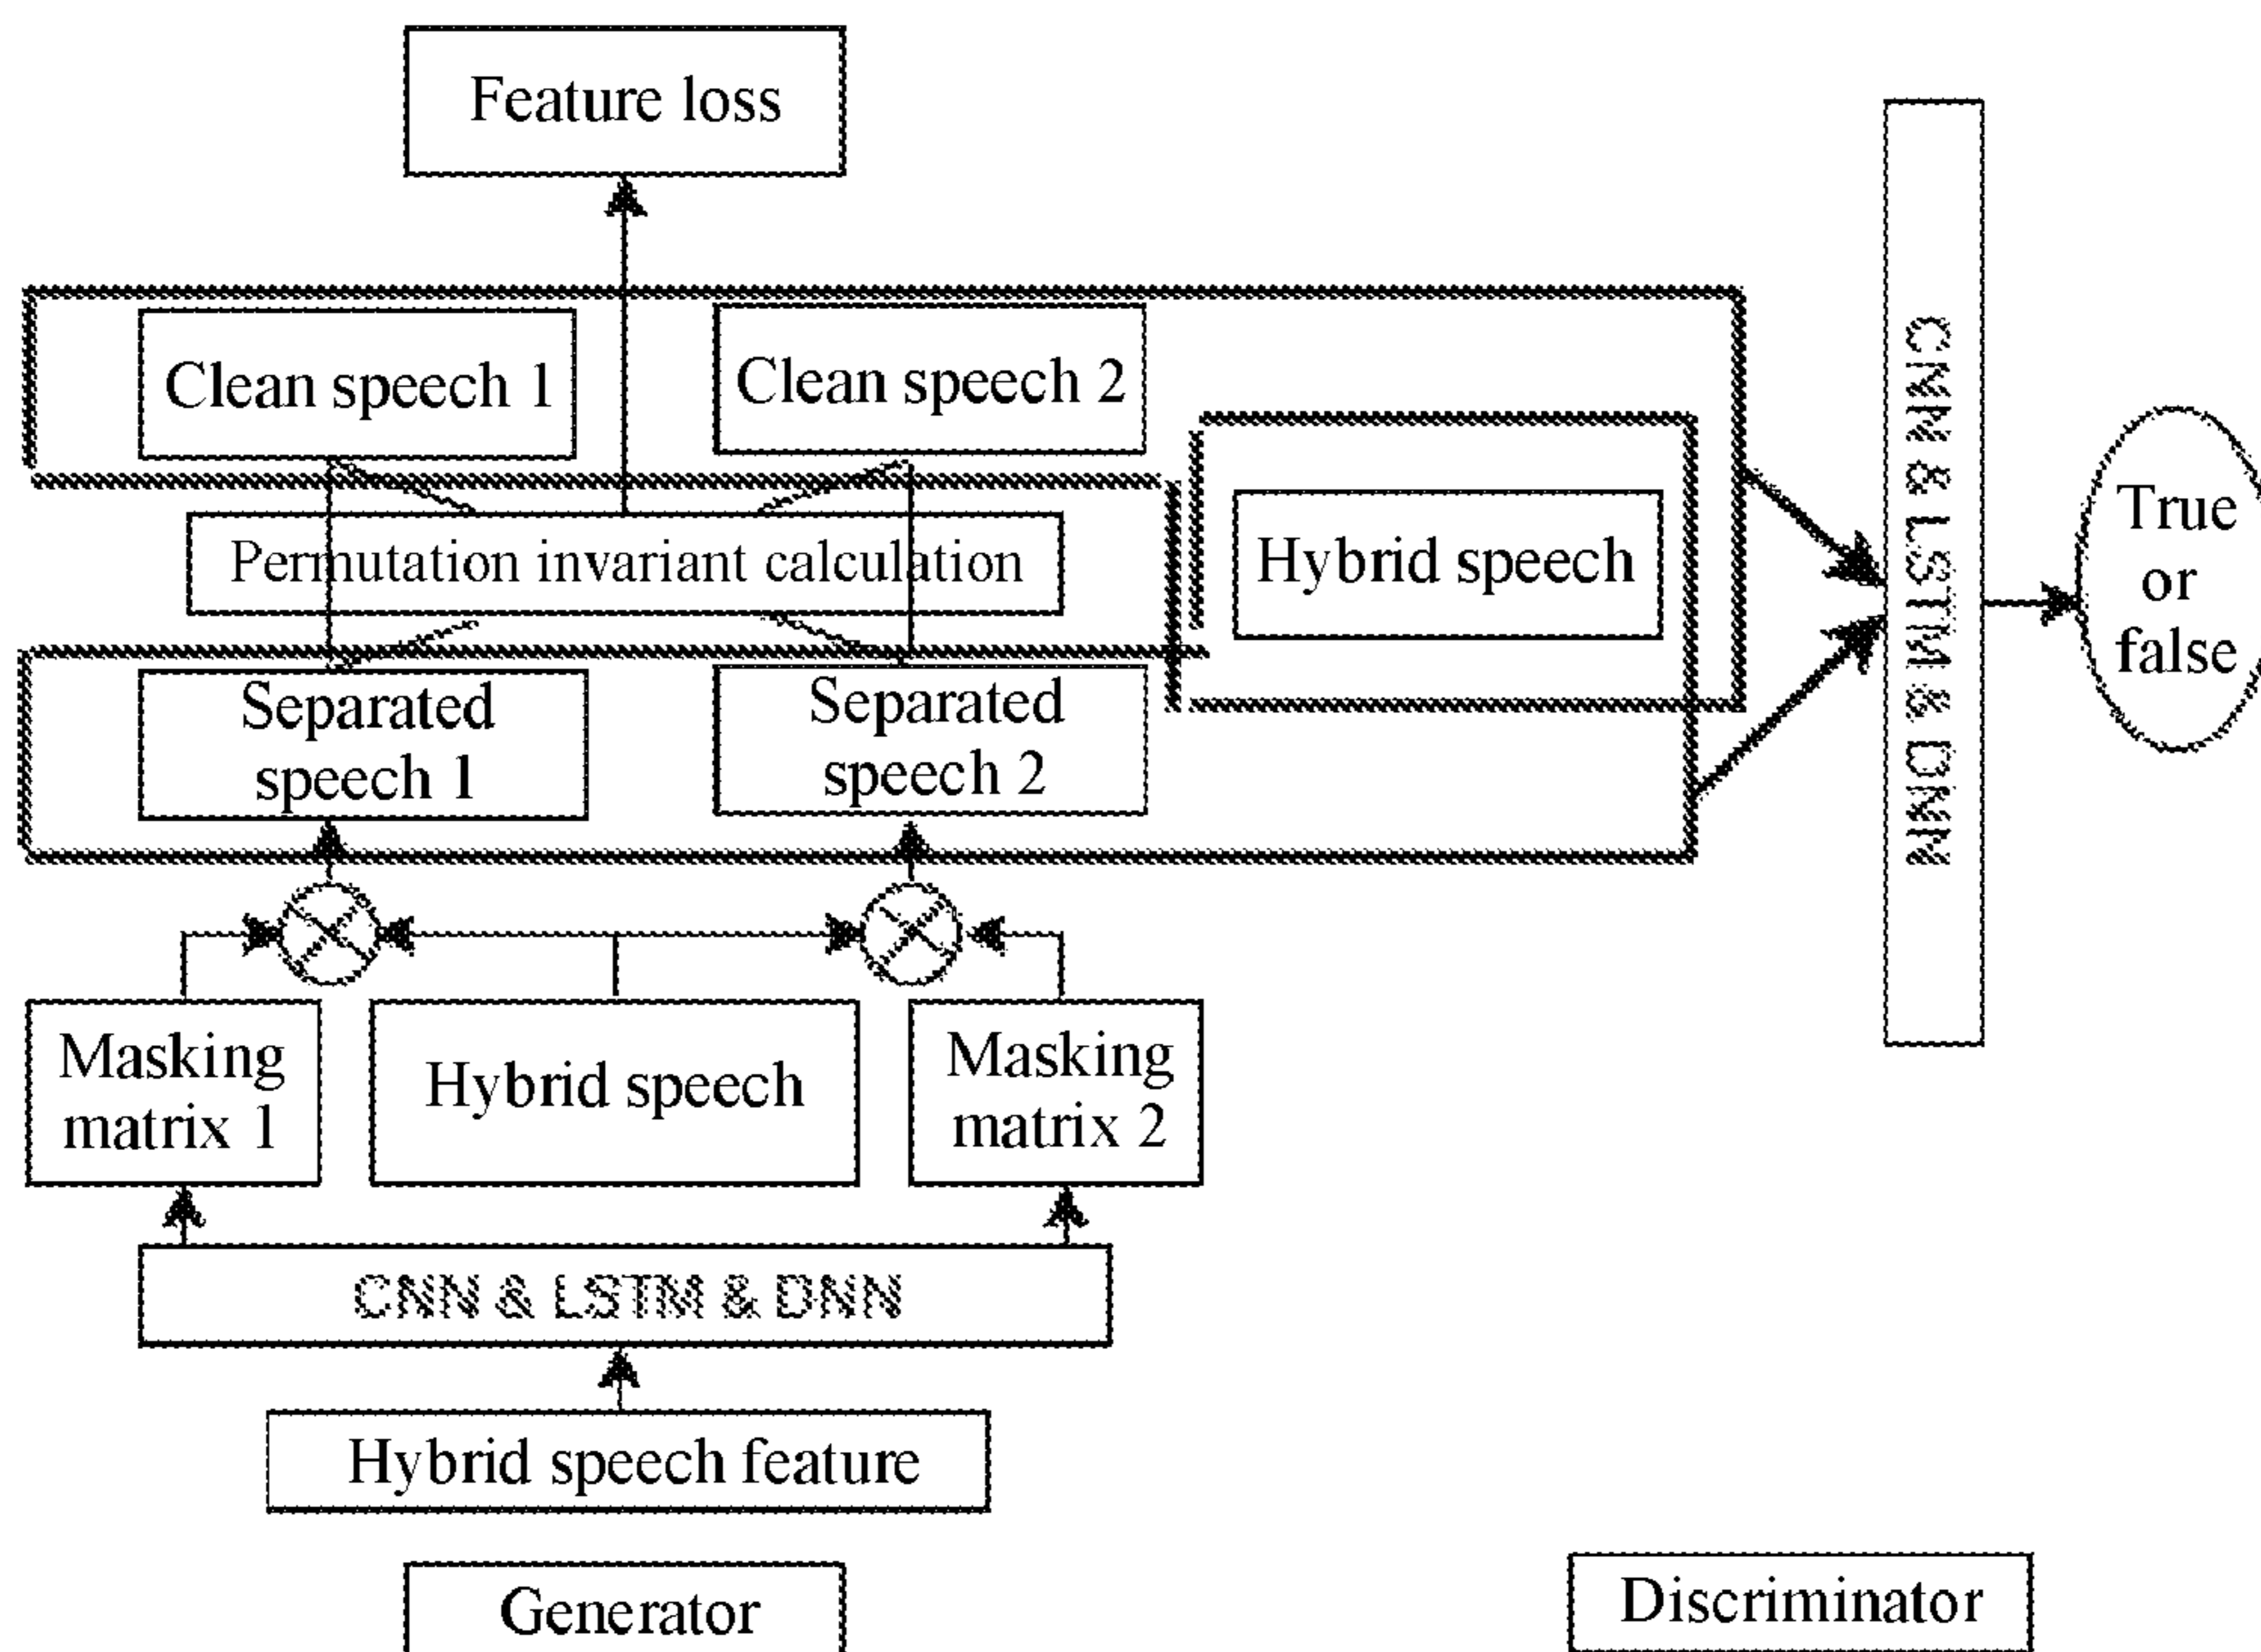 Feature loss
Clean speech 1
Clean speech 2
Permutation invariant calculation
Hybrid speech
Separated
speech 1
Separated
speech 2
CNN & LSTM & DNN
True
or
false
Masking
matrix 1
Hybrid speech
Masking
matrix 2
CNN & LSTM & DNN
Hybrid speech feature
Generator
Discriminator